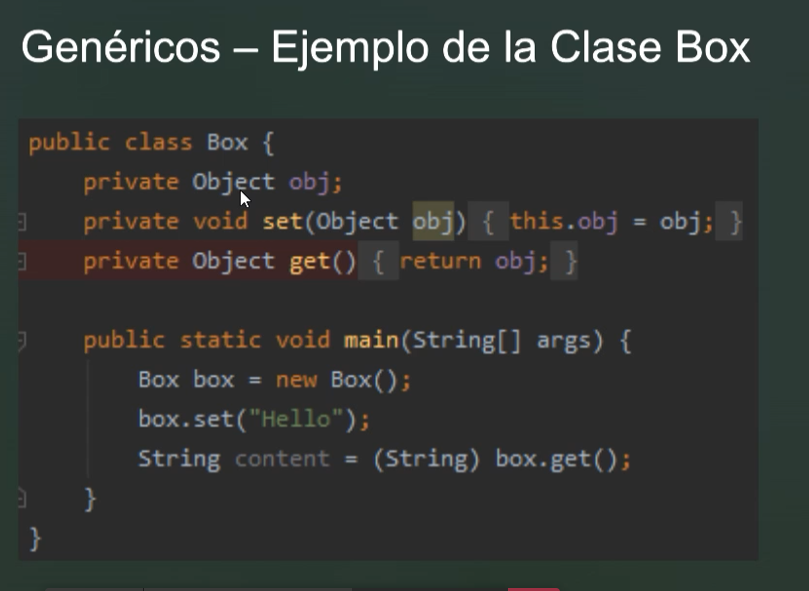 Genéricos – Ejemplo de la Clase Box
public class Box {
private Object obj;
private void set(Object obj) { this.obj = obj; }
private Object get() { return obj; }
public static void main(String[] args) {
Box box = new Box();
box.set("Hello");
String content = (String) box.get();
}
}